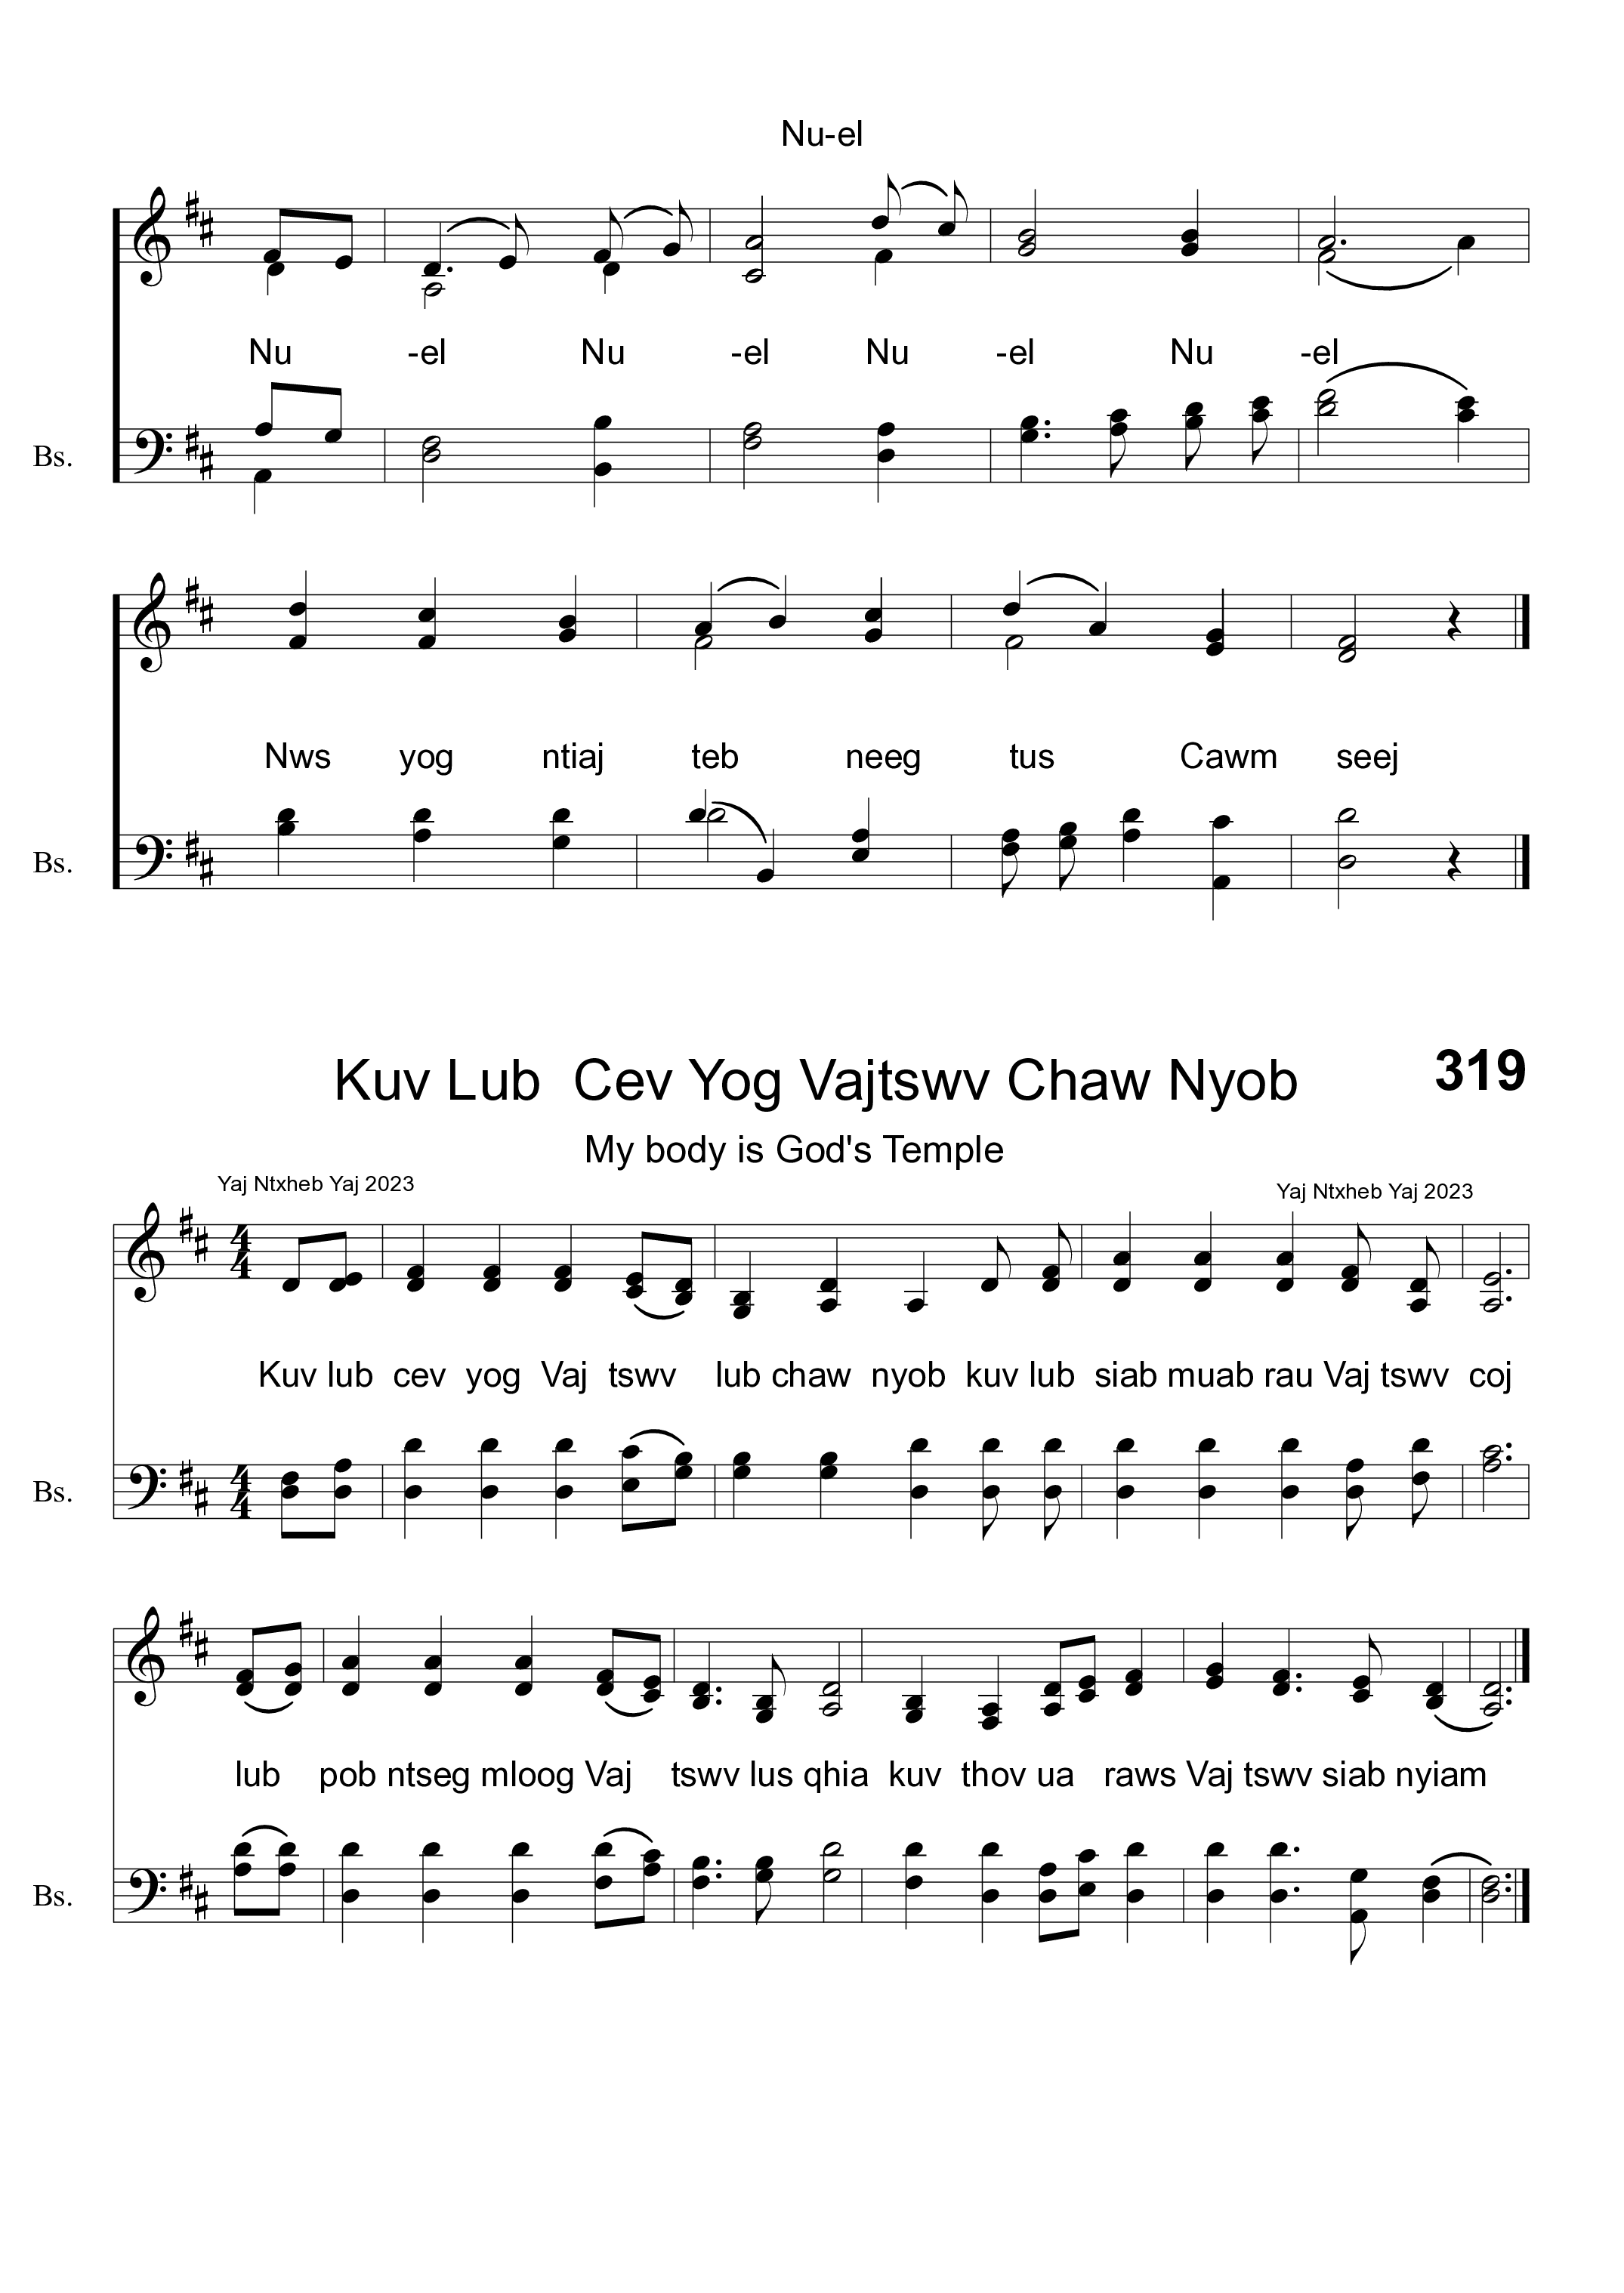 Nu-el
Nu -el Nu -el Nu -el Nu -el
Bs.
Nws yog ntiaj teb neeg tus Cawm seej
Bs.
Kuv Lub Cev Yog Vajtswv Chaw Nyob 319
My body is God's Temple
Yaj Ntxheb Yaj 2023 Yaj Ntxheb Yaj 2023
4 4
Kuv lub cev yog Vaj tswv lub chaw nyob kuv lub siab muab rau Vaj tswv coj
Bs. 4 4
lub pob ntseg mloog Vaj tswv lus qhia kuv thov ua raws Vaj tswv siab nyiam
Bs.